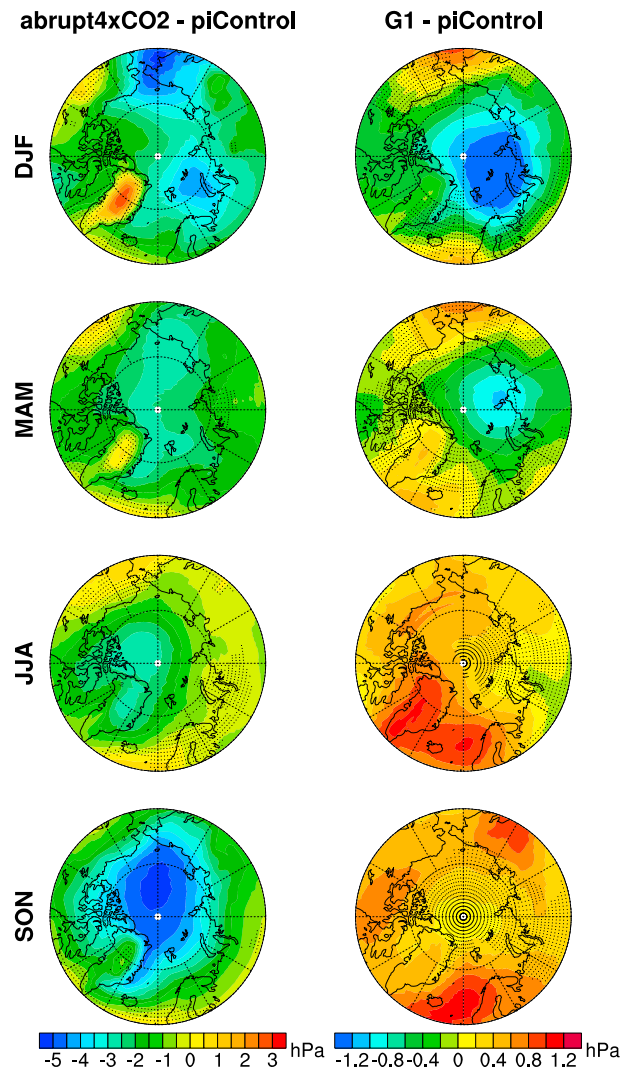 abrupt4xCO2 - piControl G1 - piControl
DJF
MAM
JJA
SON
-5 -4 -3 -2 -1 0 1 2 3 hPa -1.2 -0.8 -0.4 0 0.4 0.8 1.2 hPa